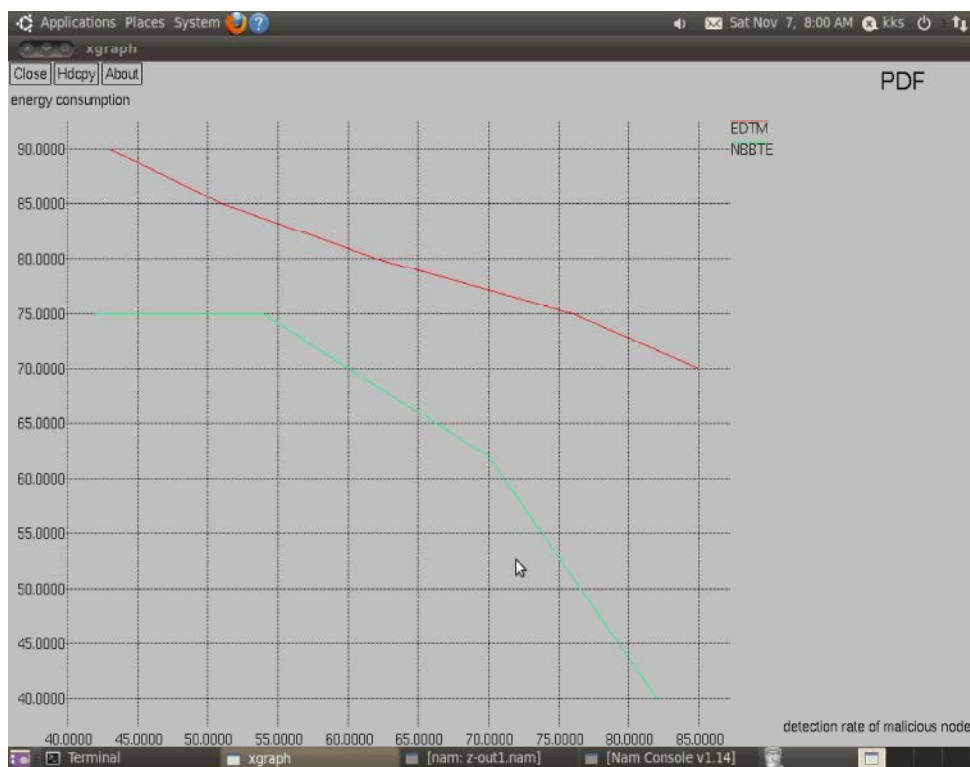 Applications Places System ? Sat Nov 7, 8:00 AM kks
xgraph
Close Hdcpy About
PDF
energy consumption
EDTM
NBBTE
90.0000
85.0000
80.0000
75.0000
70.0000
65.0000
60.0000
55.0000
50.0000
45.0000
40.0000
detection rate of malicious node
40.0000 45.0000 50.0000 55.0000 60.0000 65.0000 70.0000 75.0000 80.0000 85.0000
Terminal xgraph [nam: z-out1.nam] [Nam Console v1.14]